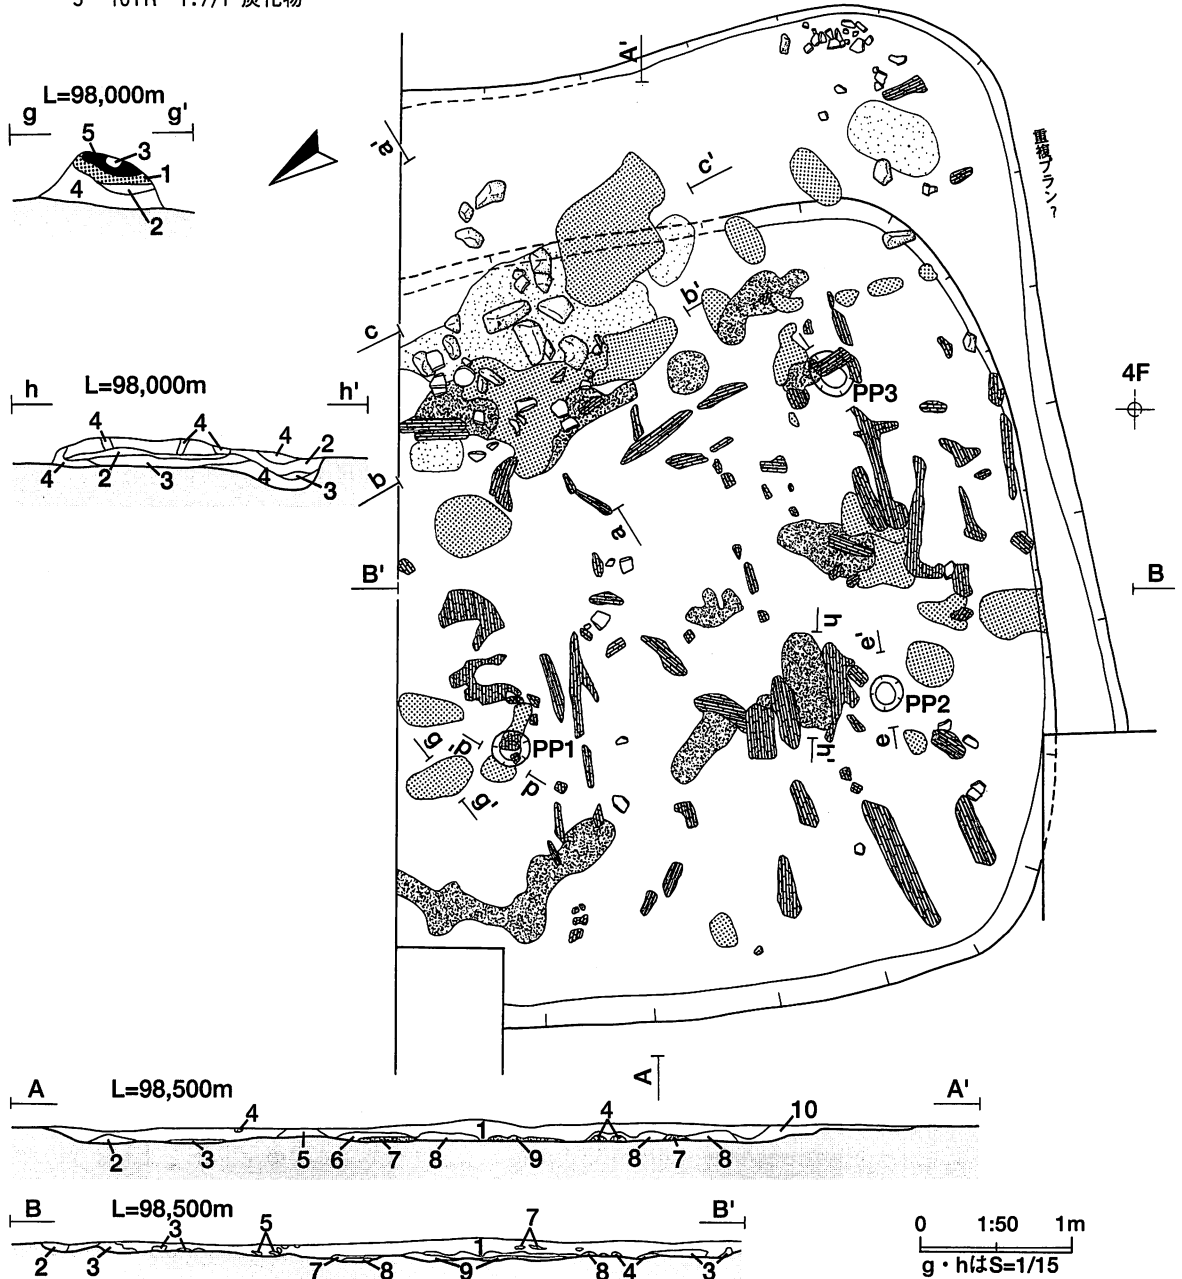 L=98,000m
g g'
5
3
1
4
2
A'
a'
c'
重複プラン?
c
b'
L=98,000m
h h'
4 4 4 2
4 2 3 4 3
PP3
4F
b
a
B' B
h
e'
PP2
e
h'
g d'
PP1
g' d
A
A L=98,500m A'
4 4 10
1
2 3 5 6 7 8 9 8 7 8
B L=98,500m B'
3 5 7
1
2 3 7 8 9 8 4 3
0 1:50 1m
g・hはS=1/15